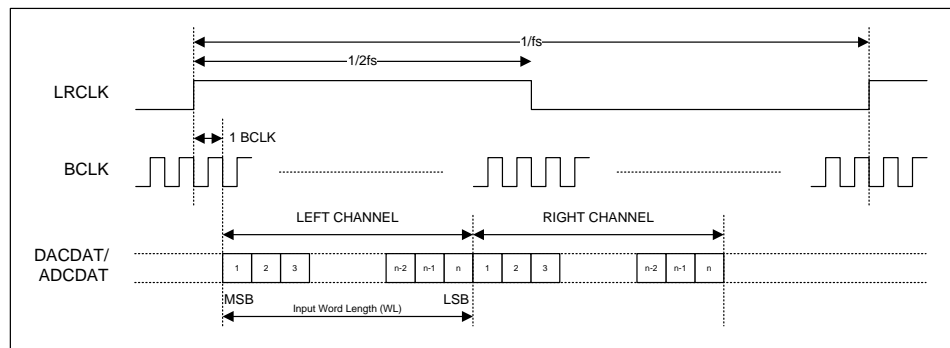 1/fs
1/2fs
LRCLK
1 BCLK
BCLK
LEFT CHANNEL
RIGHT CHANNEL
DACDAT/
ADCDAT
1 2 3 n-2 n-1 n 1 2 3 n-2 n-1 n
MSB LSB
Input Word Length (WL)